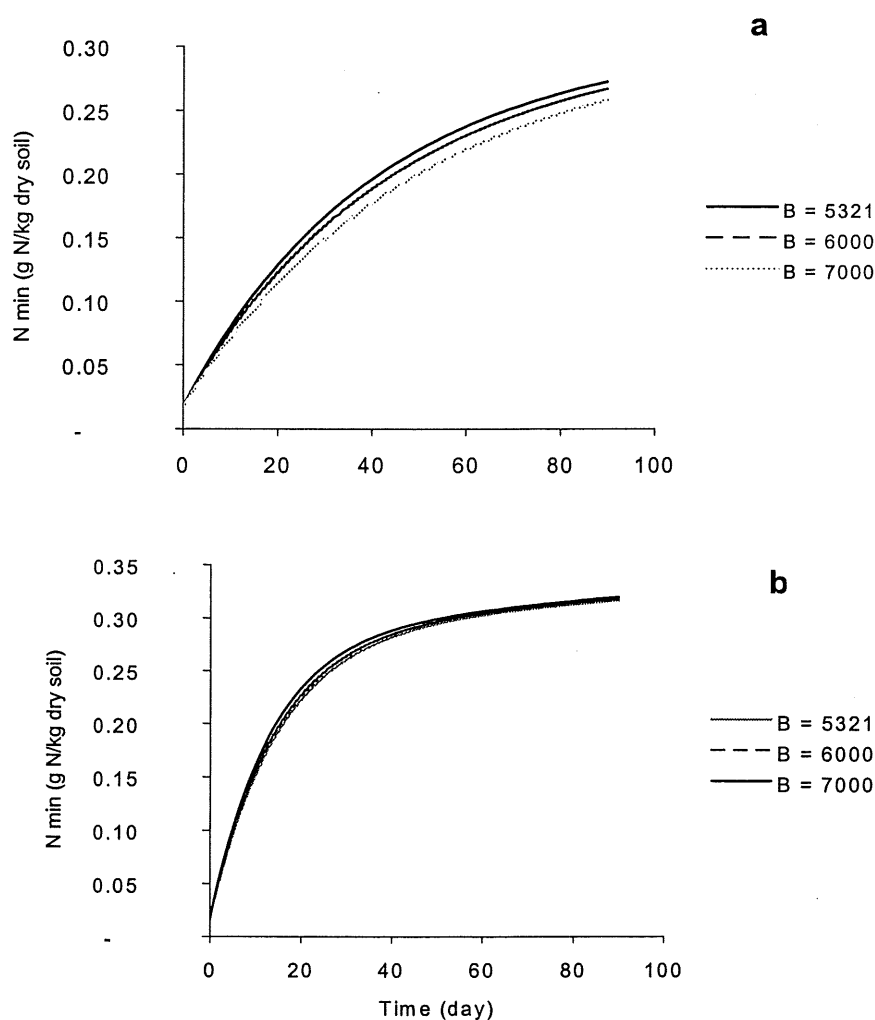 a
0.30
0.25
0.20
0.15
0.10
0.05
-
N min (g N/kg dry soil)
0 20 40 60 80 100
B = 5321
B = 6000
B = 7000
b
0.35
0.30
0.25
0.20
0.15
0.10
0.05
-
N min (g N/kg dry soil)
0 20 40 60 80 100
Time (day)
B = 5321
B = 6000
B = 7000